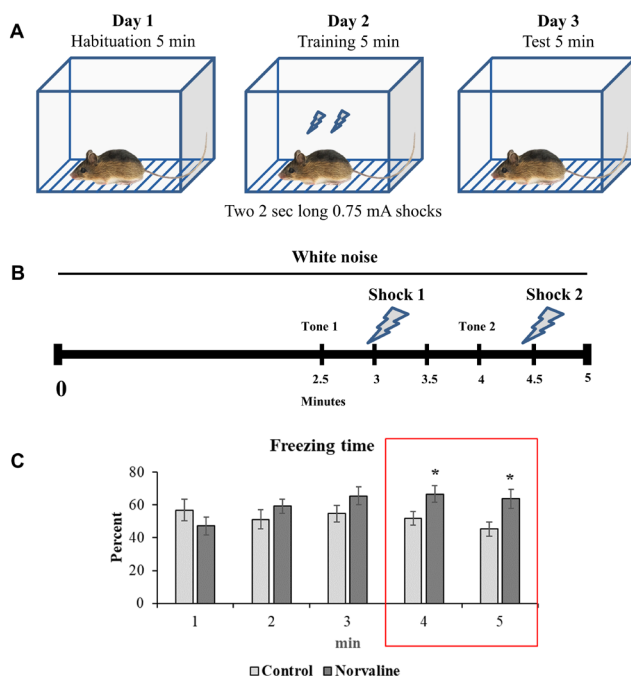 A
Day 1
Habituation 5 min
Day 2
Training 5 min
Day 3
Test 5 min
Two 2 sec long 0.75 mA shocks
B
White noise
Shock 1
Shock 2
Tone 1
Tone 2
0
2.5
3
3.5
4
4.5
5
Minutes
C
Freezing time
Percent
80
60
40
20
0
* *
1 2 3 4 5
min
Control Norvaline